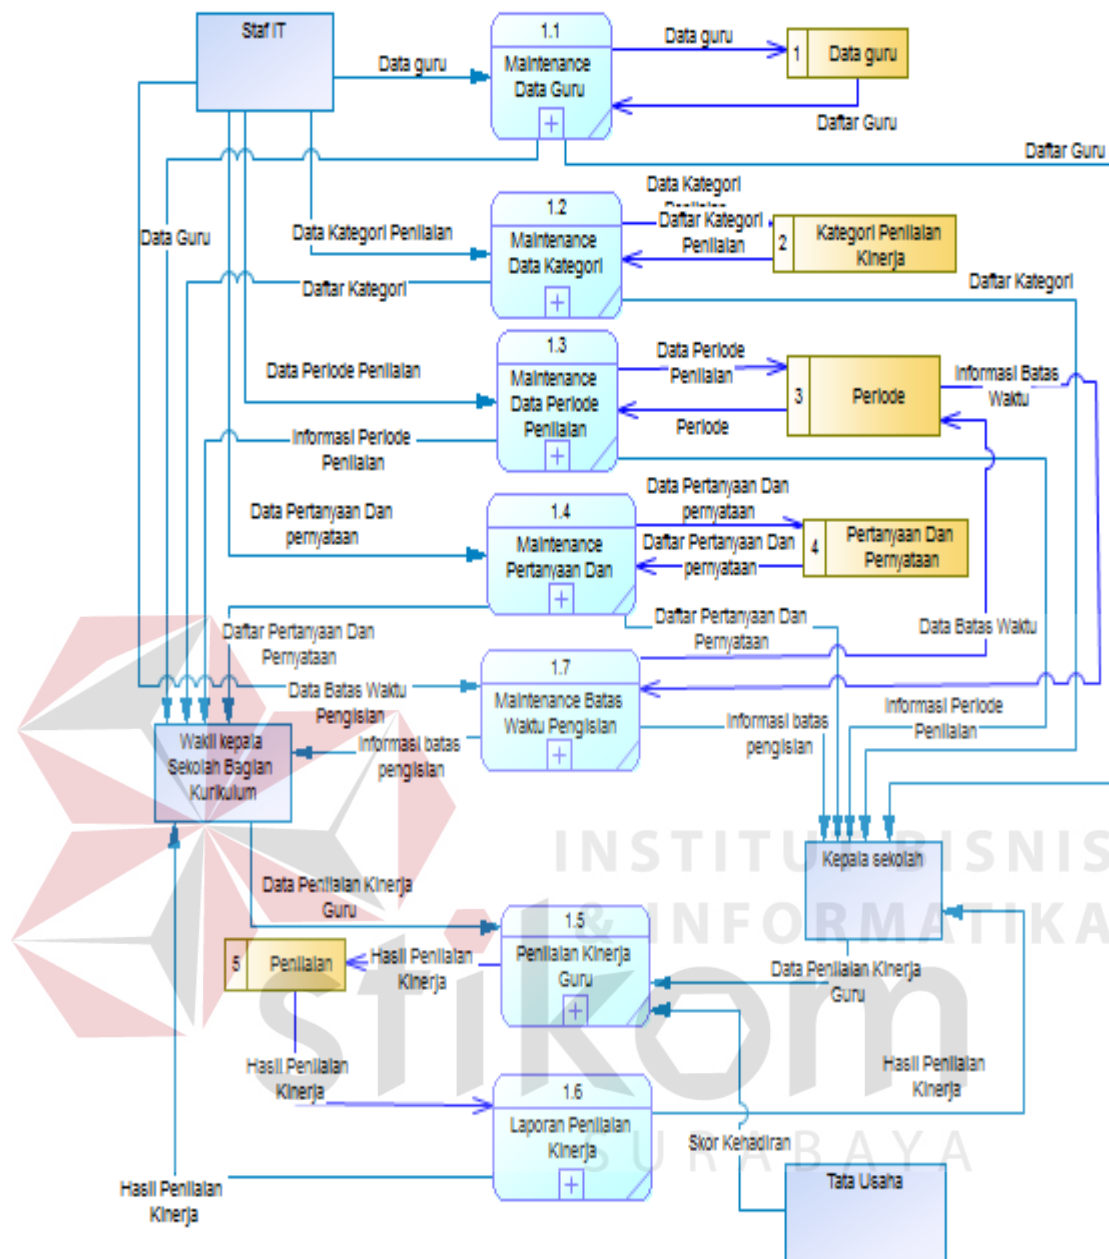 Staf IT
1.1
Maintenance
Data Guru
Data guru
Data guru
1
Data guru
Daftar Guru
Daftar Guru
Data Guru
Data Kategori Penilaian
1.2
Maintenance
Data Kategori
Data Kategori
Penilaian
Daftar Kategori
Penilaian
2
Kategori Penilaian
Kinerja
Daftar Kategori
Daftar Kategori
1.3
Maintenance
Data Periode
Penilaian
Data Periode Penilaian
Data Periode
Penilaian
Periode
3
Periode
Informasi Batas
Waktu
Informasi Periode
Penilaian
1.4
Maintenance
Pertanyaan Dan
Data Pertanyaan Dan
pernyataan
Data Pertanyaan Dan
pernyataan
Daftar Pertanyaan Dan
pernyataan
4
Pertanyaan Dan
Pernyataan
Daftar Pertanyaan Dan
Pernyataan
Daftar Pertanyaan Dan
Pernyataan
Data Batas Waktu
1.7
Maintenance Batas
Waktu Pengisian
Data Batas Waktu
Pengisian
Informasi batas
pengisian
Informasi batas
pengisian
Informasi Periode
Penilaian
Wakil kepala
Sekolah Bagian
Kurikulum
Kepala sekolah
INSTITUT BISNIS
& INFORMATIKA
stikom
SURABAYA
Data Penilaian Kinerja
Guru
1.5
Penilaian Kinerja
Guru
Data Penilaian Kinerja
Guru
5
Penilaian
Hasil Penilaian
Kinerja
Hasil Penilaian
Kinerja
1.6
Laporan Penilaian
Kinerja
Hasil Penilaian
Kinerja
Skor Kehadiran
Hasil Penilaian
Kinerja
Tata Usaha